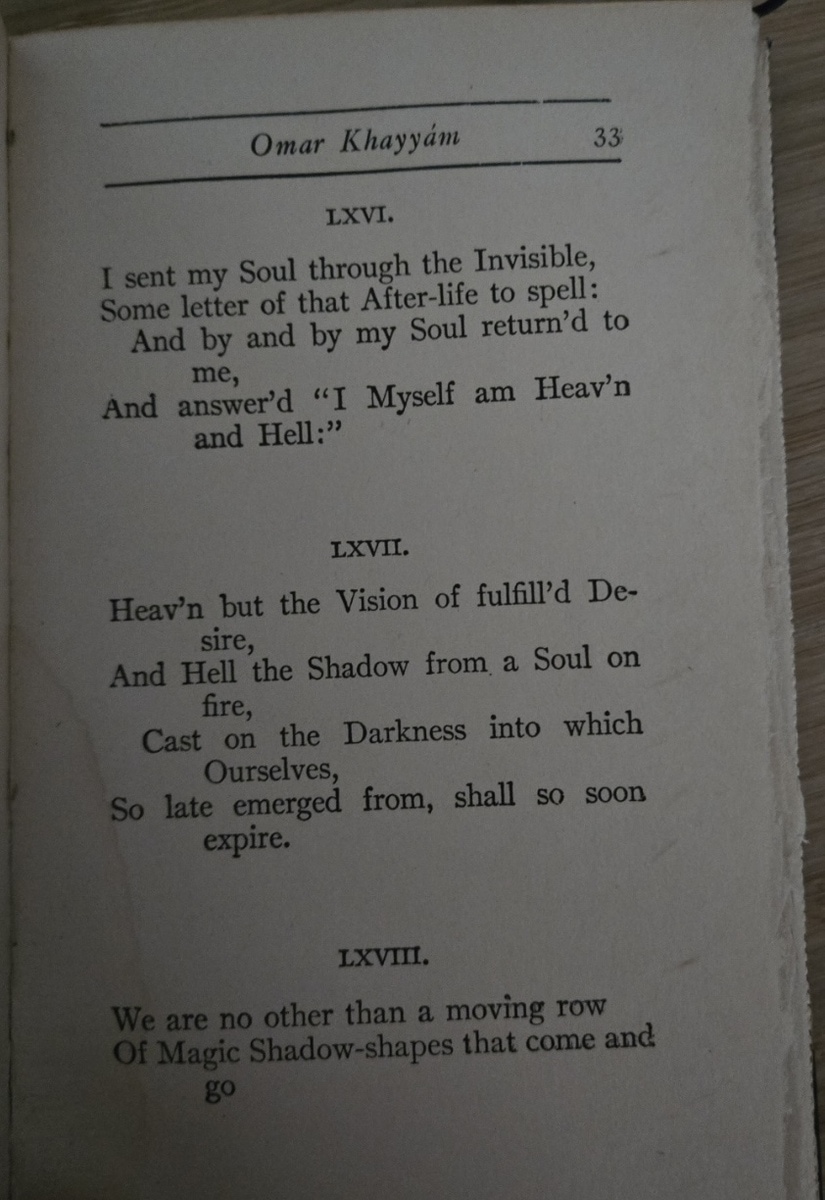 Omar Khayyám 33
LXVI.
I sent my Soul through the Invisible,
Some letter of that After-life to spell:
And by and by my Soul return'd to
me,
And answer'd "I Myself am Heav'n
and Hell:"
LXVII.
Heav'n but the Vision of fulfill'd De-
sire,
And Hell the Shadow from a Soul on
fire,
Cast on the Darkness into which
Ourselves,
So late emerged from, shall so soon
expire.
LXVIII.
We are no other than a moving row
Of Magic Shadow-shapes that come and
go